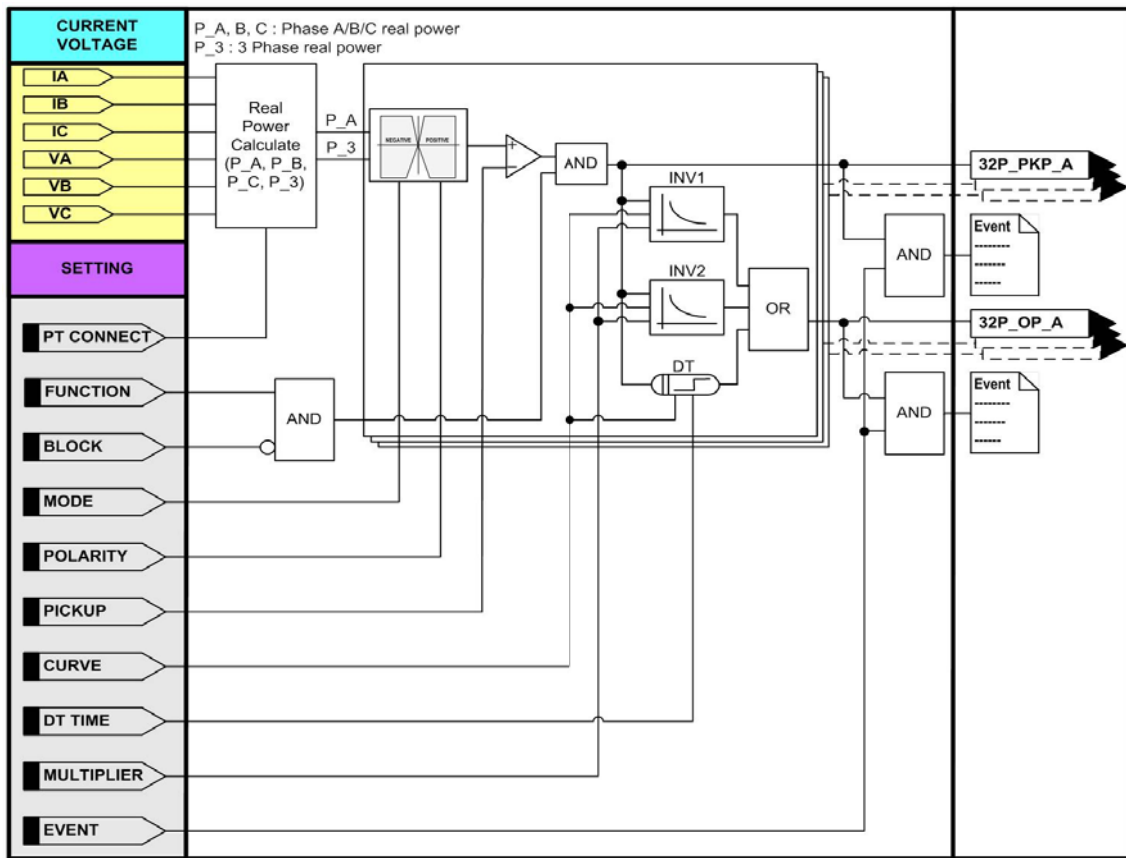 CURRENT
VOLTAGE
P_A, B, C : Phase A/B/C real power
P_3 : 3 Phase real power
IA
IB
IC
VA
VB
VC
Real
Power
Calculate
(P_A, P_B,
P_C, P_3)
P_A
P_3
NEGATIVE
POSITIVE
+
−
AND
INV1
INV2
DT
OR
32P_PKP_A
AND
Event
--------
-------
------
32P_OP_A
AND
Event
--------
-------
------
SETTING
PT CONNECT
FUNCTION
AND
BLOCK
MODE
POLARITY
PICKUP
CURVE
DT TIME
MULTIPLIER
EVENT